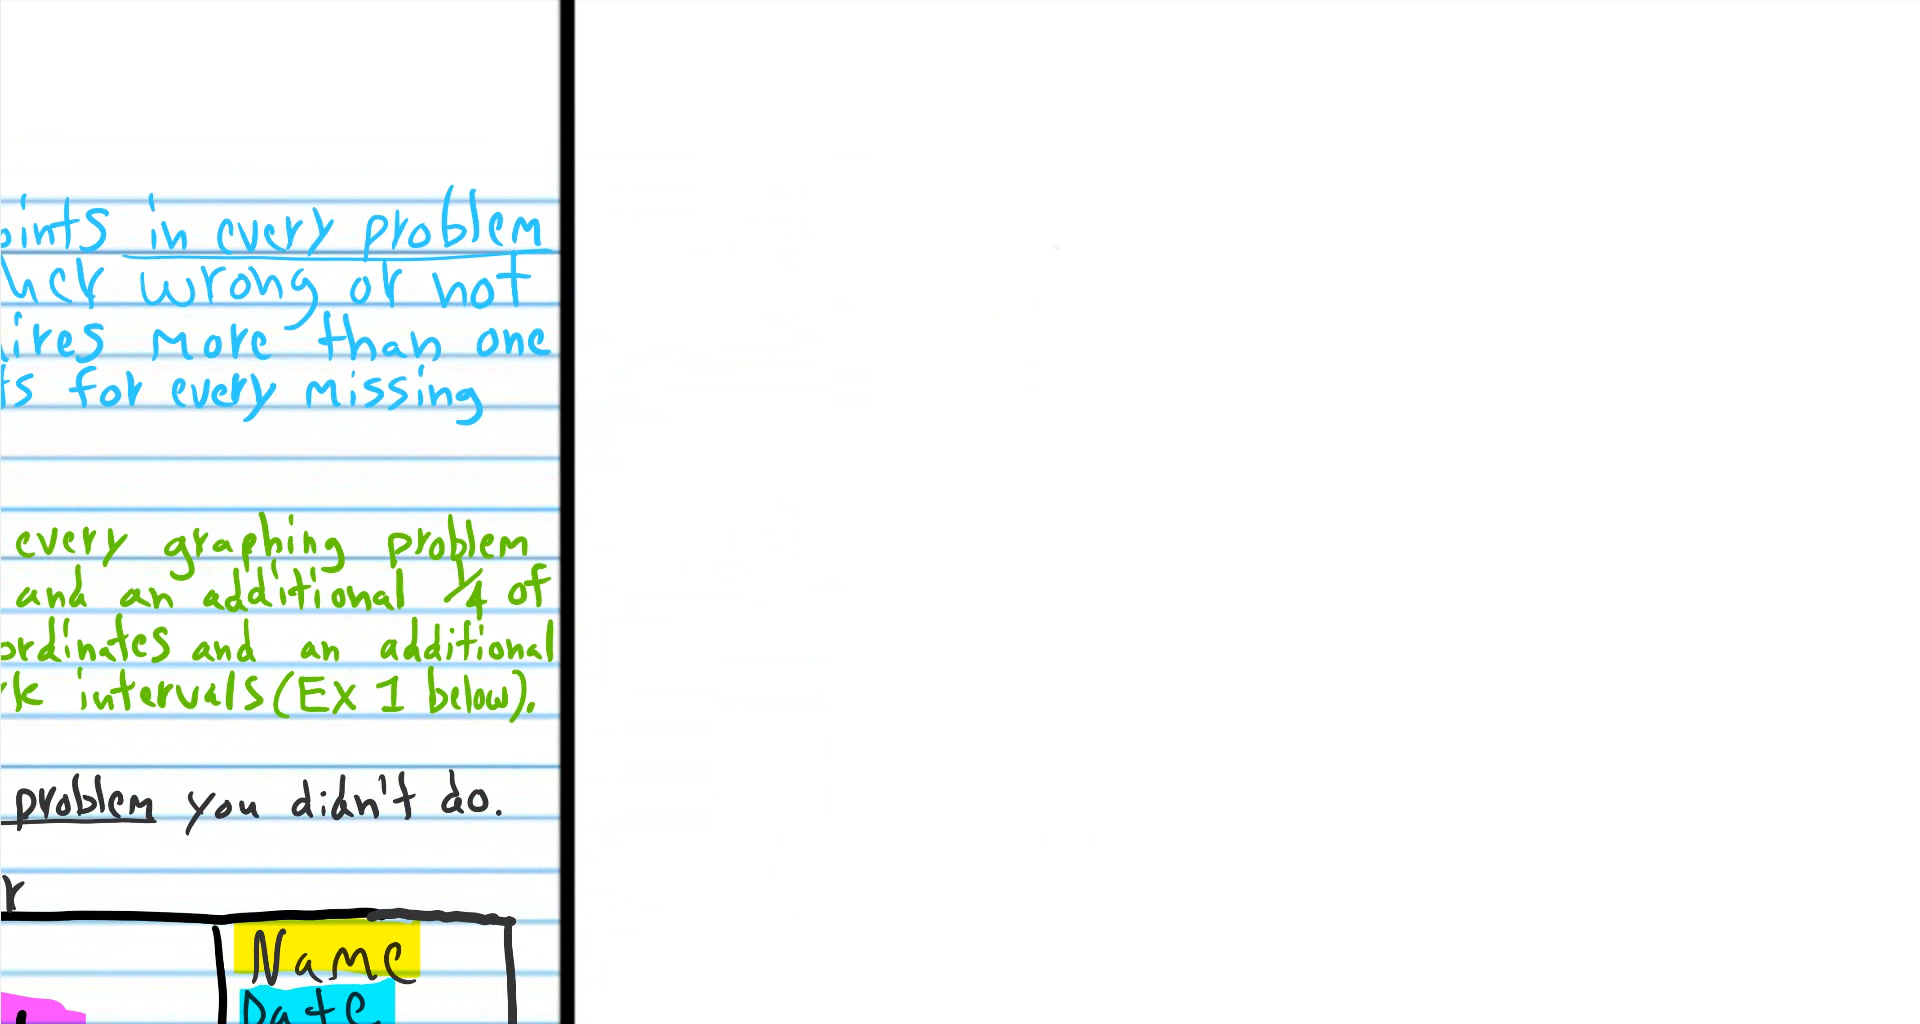 in every problem
wrong or not
more than one
for every missing
every graphing problem
and an additional 1/4 of
and an additional
intervals (EX 1 below).
problem you didn't do.
Name
Date